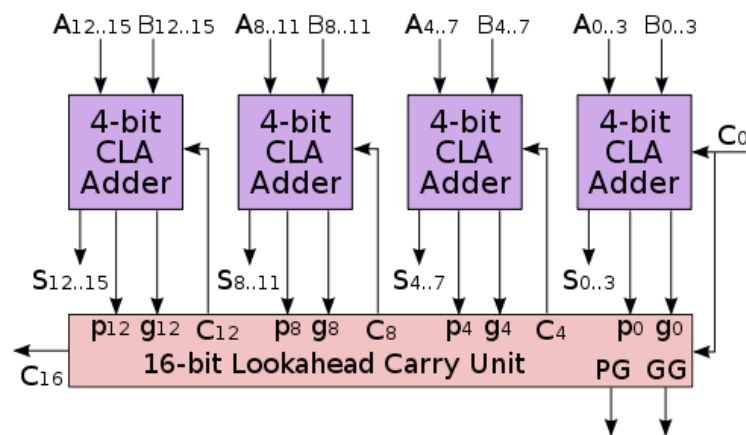 A12..15 B12..15 A8..11 B8..11 A4..7 B4..7 A0..3 B0..3
4-bit CLA Adder
4-bit CLA Adder
4-bit CLA Adder
4-bit CLA Adder
C0
S12..15 S8..11 S4..7 S0..3
p12 g12 C12 p8 g8 C8 p4 g4 C4 p0 g0
16-bit Lookahead Carry Unit PG GG
C16